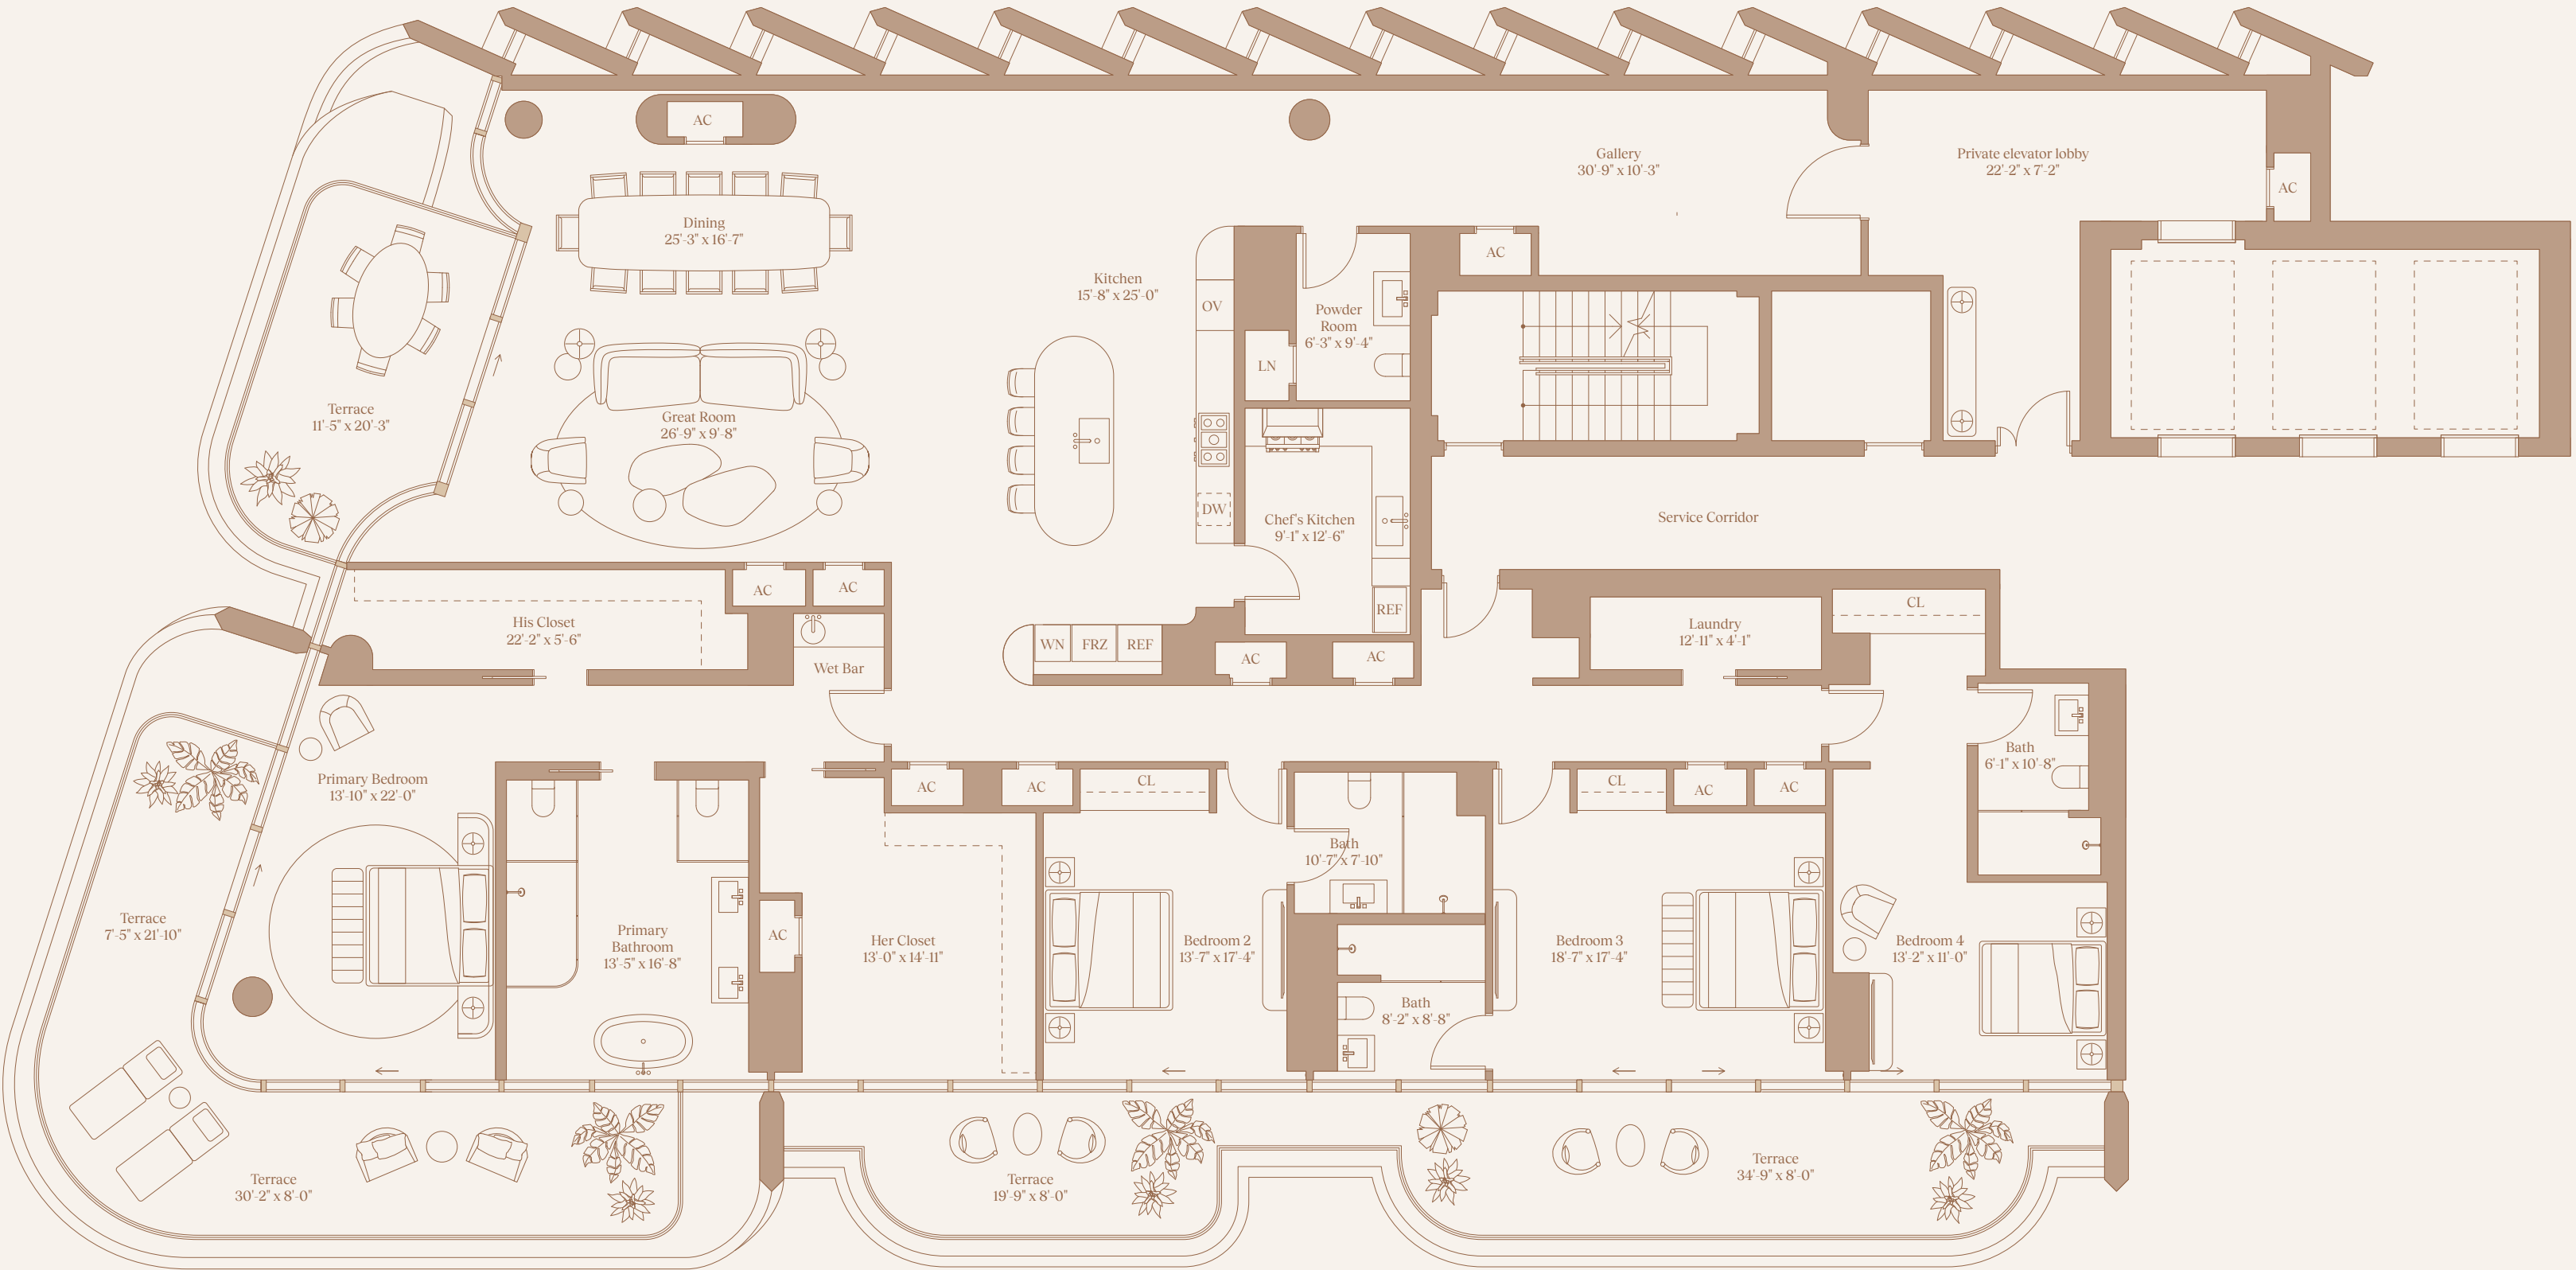 AC
Gallery
30'-9" x 10'-3"
Private elevator lobby
22'-2" x 7'-2"
AC
Dining
25'-3" x 16'-7"
AC
Kitchen
15'-8" x 25'-0"
OV
Powder
Room
6'-3" x 9'-4"
LN
Terrace
11'-5" x 20'-3"
Great Room
26'-9" x 9'-8"
DW
Chef's Kitchen
9'-1" x 12'-6"
Service Corridor
AC
AC
REF
CL
His Closet
22'-2" x 5'-6"
Laundry
12'-11" x 4'-1"
WN
FRZ
REF
AC
AC
Wet Bar
Bath
6'-1" x 10'-8"
Primary Bedroom
13'-10" x 22'-0"
AC
AC
CL
CL
AC
AC
Bath
10'-7" x 7'-10"
Terrace
7'-5" x 21'-10"
Primary
Bathroom
13'-5" x 16'-8"
AC
Her Closet
13'-0" x 14'-11"
Bedroom 2
13'-7" x 17'-4"
Bedroom 3
18'-7" x 17'-4"
Bedroom 4
13'-2" x 11'-0"
Bath
8'-2" x 8'-8"
Terrace
30'-2" x 8'-0"
Terrace
19'-9" x 8'-0"
Terrace
34'-9" x 8'-0"